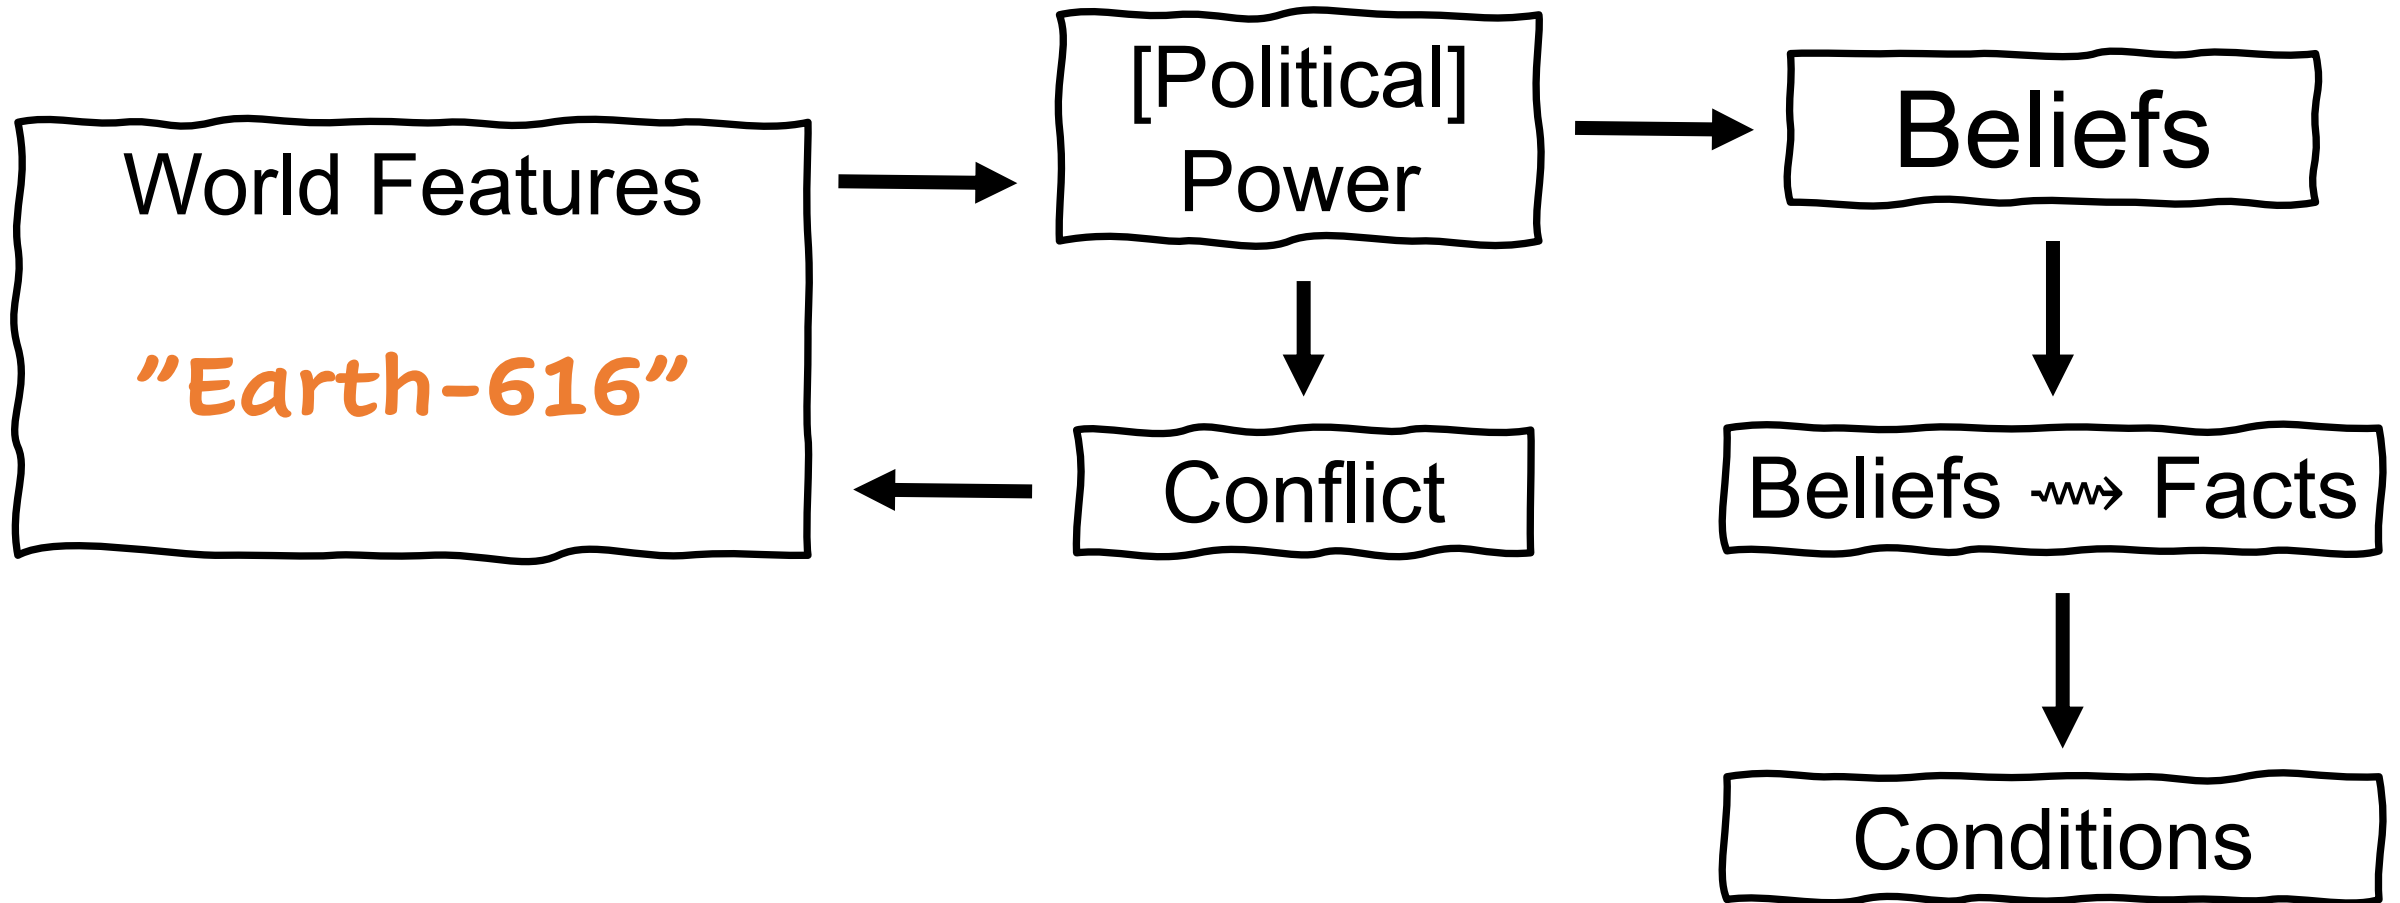 World Features
”Earth-616”
[Political]
Power
Conflict
Beliefs
Beliefs ⇝ Facts
Conditions